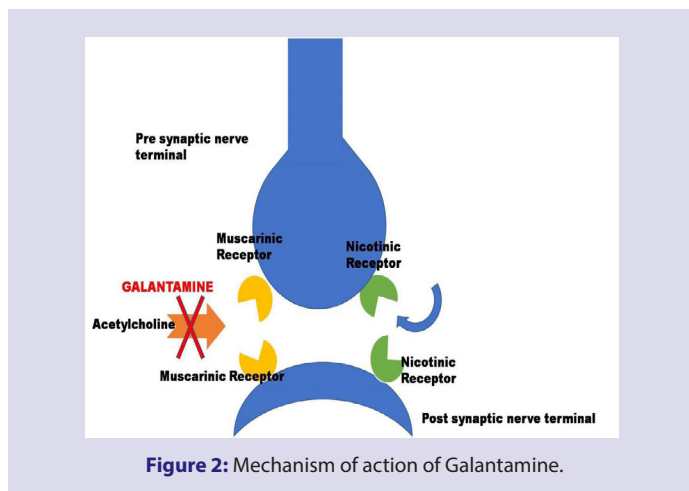 Pre synaptic nerve
terminal
Muscarinic
Receptor
Nicotinic
Receptor
GALANTAMINE
Acetylcholine
Muscarinic Receptor
Nicotinic
Receptor
Post synaptic nerve terminal
Figure 2: Mechanism of action of Galantamine.